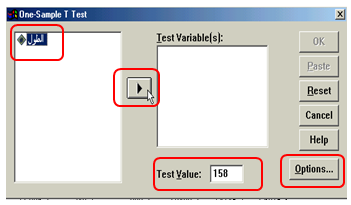 One-Sample T Test
الطول
Test Variable(s):
OK
Paste
Reset
Cancel
Help
Test Value: 158
Options...